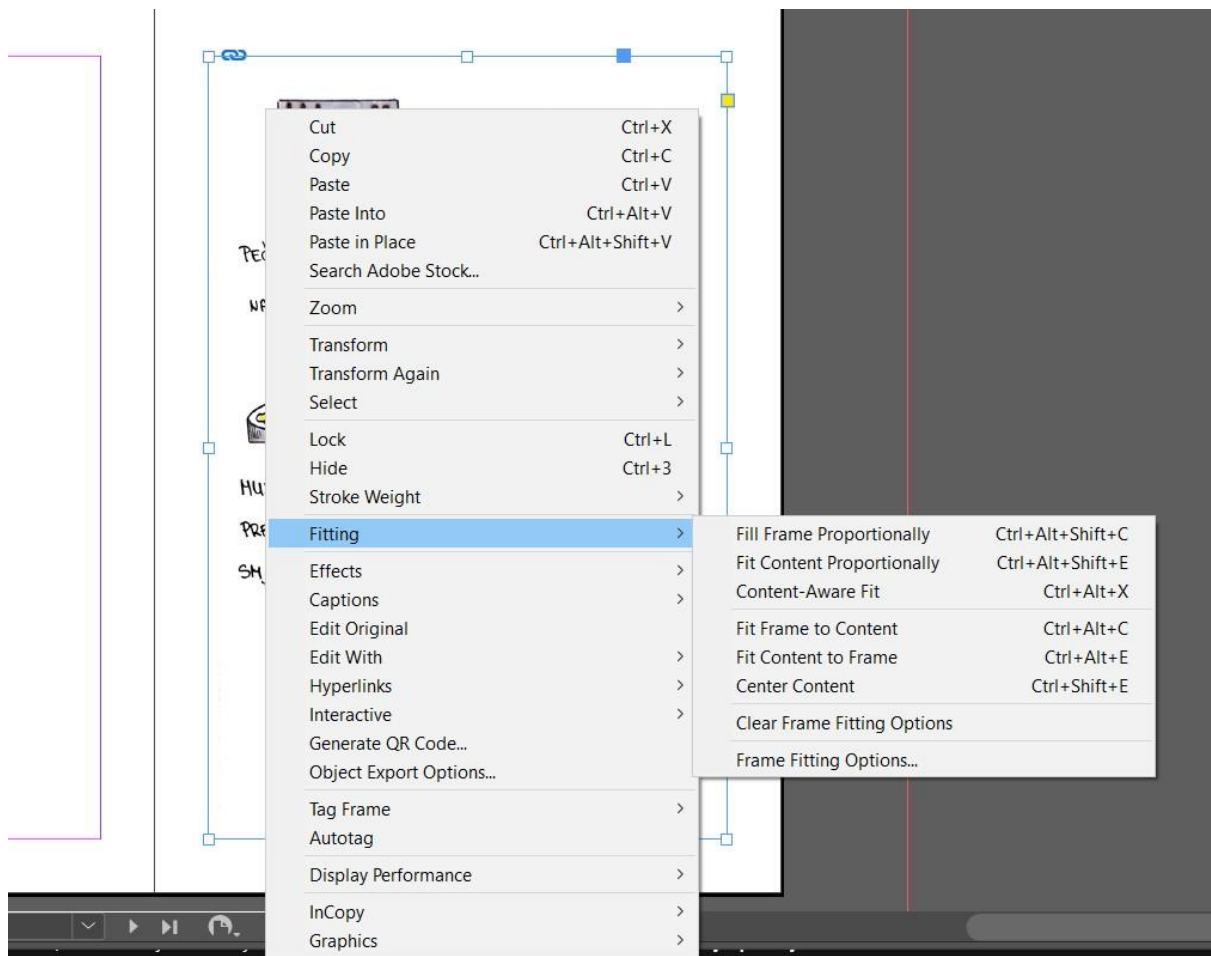 Cut Ctrl+X
Copy Ctrl+C
Paste Ctrl+V
Paste Into Ctrl+Alt+V
Paste in Place Ctrl+Alt+Shift+V
Search Adobe Stock...
Zoom
Transform
Transform Again
Select
Lock Ctrl+L
Hide Ctrl+3
Stroke Weight
Fitting
Effects
Captions
Edit Original
Edit With
Hyperlinks
Interactive
Generate QR Code...
Object Export Options...
Tag Frame
Autotag
Display Performance
InCopy
Graphics
Fill Frame Proportionally Ctrl+Alt+Shift+C
Fit Content Proportionally Ctrl+Alt+Shift+E
Content-Aware Fit Ctrl+Alt+X
Fit Frame to Content Ctrl+Alt+C
Fit Content to Frame Ctrl+Alt+E
Center Content Ctrl+Shift+E
Clear Frame Fitting Options
Frame Fitting Options...